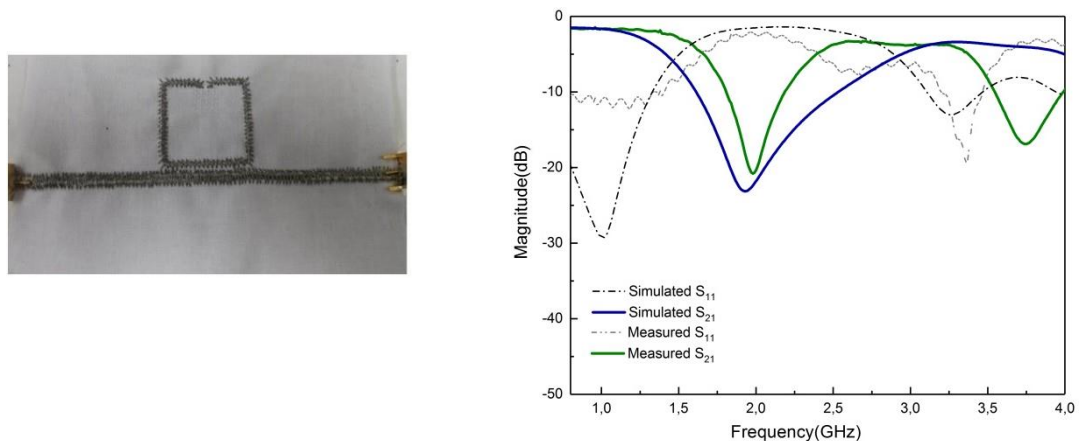 0
-10
-20
-30
-40
-50
Magnitude(dB)
Simulated S11
Simulated S21
Measured S11
Measured S21
1,0 1,5 2,0 2,5 3,0 3,5 4,0
Frequency(GHz)